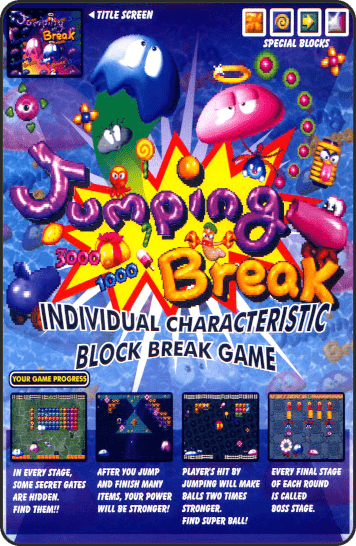 ◄ TITLE SCREEN
Jumping
Break
SPECIAL BLOCKS
Jumping
3000
1000
Break
INDIVIDUAL CHARACTERISTIC
BLOCK BREAK GAME
YOUR GAME PROGRESS
IN EVERY STAGE,
SOME SECRET GATES
ARE HIDDEN.
FIND THEM!!
AFTER YOU JUMP
AND FINISH MANY
ITEMS, YOUR POWER
WILL BE STRONGER!
PLAYER'S HIT BY
JUMPING WILL MAKE
BALLS TWO TIMES
STRONGER.
FIND SUPER BALL!
EVERY FINAL STAGE
OF EACH ROUND
IS CALLED
BOSS STAGE.